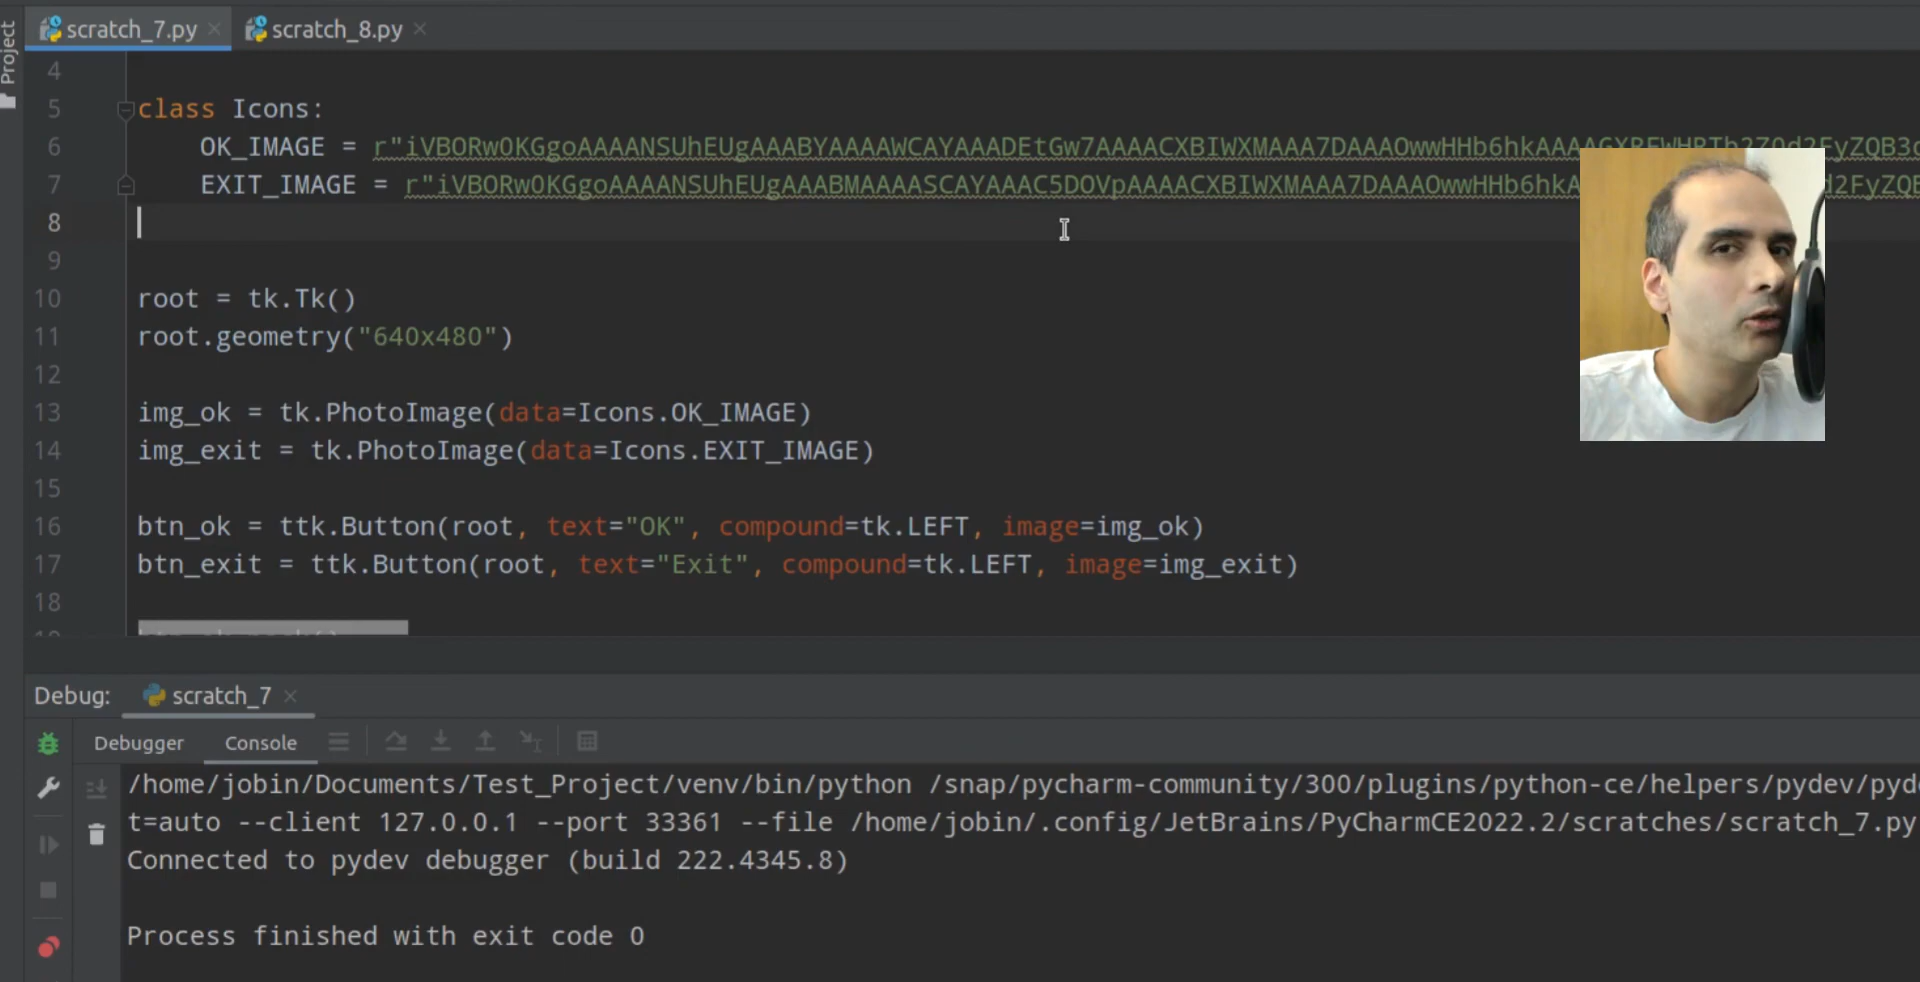 Project
scratch_7.py
scratch_8.py
4
5 class Icons:
6 OK_IMAGE = r"iVBORw0KGgoAAAANSUhEUgAAABYAAAAWCAYAAADEtGw7AAAACXBIWXMAAA7DAAAOwwHHb6hkAAAAGXRFWHRTb2Z0d2FyZQB3c
7 EXIT_IMAGE = r"iVBORw0KGgoAAAANSUhEUgAAABMAAAASCAYAAAC5DOVpAAAACXBIWXMAAA7DAAAOwwHHb6hkA d2FyZQB
8
9
10 root = tk.Tk()
11 root.geometry("640x480")
12
13 img_ok = tk.PhotoImage(data=Icons.OK_IMAGE)
14 img_exit = tk.PhotoImage(data=Icons.EXIT_IMAGE)
15
16 btn_ok = ttk.Button(root, text="OK", compound=tk.LEFT, image=img_ok)
17 btn_exit = ttk.Button(root, text="Exit", compound=tk.LEFT, image=img_exit)
18
Debug: scratch_7
Debugger Console
/home/jobin/Documents/Test_Project/venv/bin/python /snap/pycharm-community/300/plugins/python-ce/helpers/pydev/pyd
t=auto --client 127.0.0.1 --port 33361 --file /home/jobin/.config/JetBrains/PyCharmCE2022.2/scratches/scratch_7.py
Connected to pydev debugger (build 222.4345.8)
Process finished with exit code 0